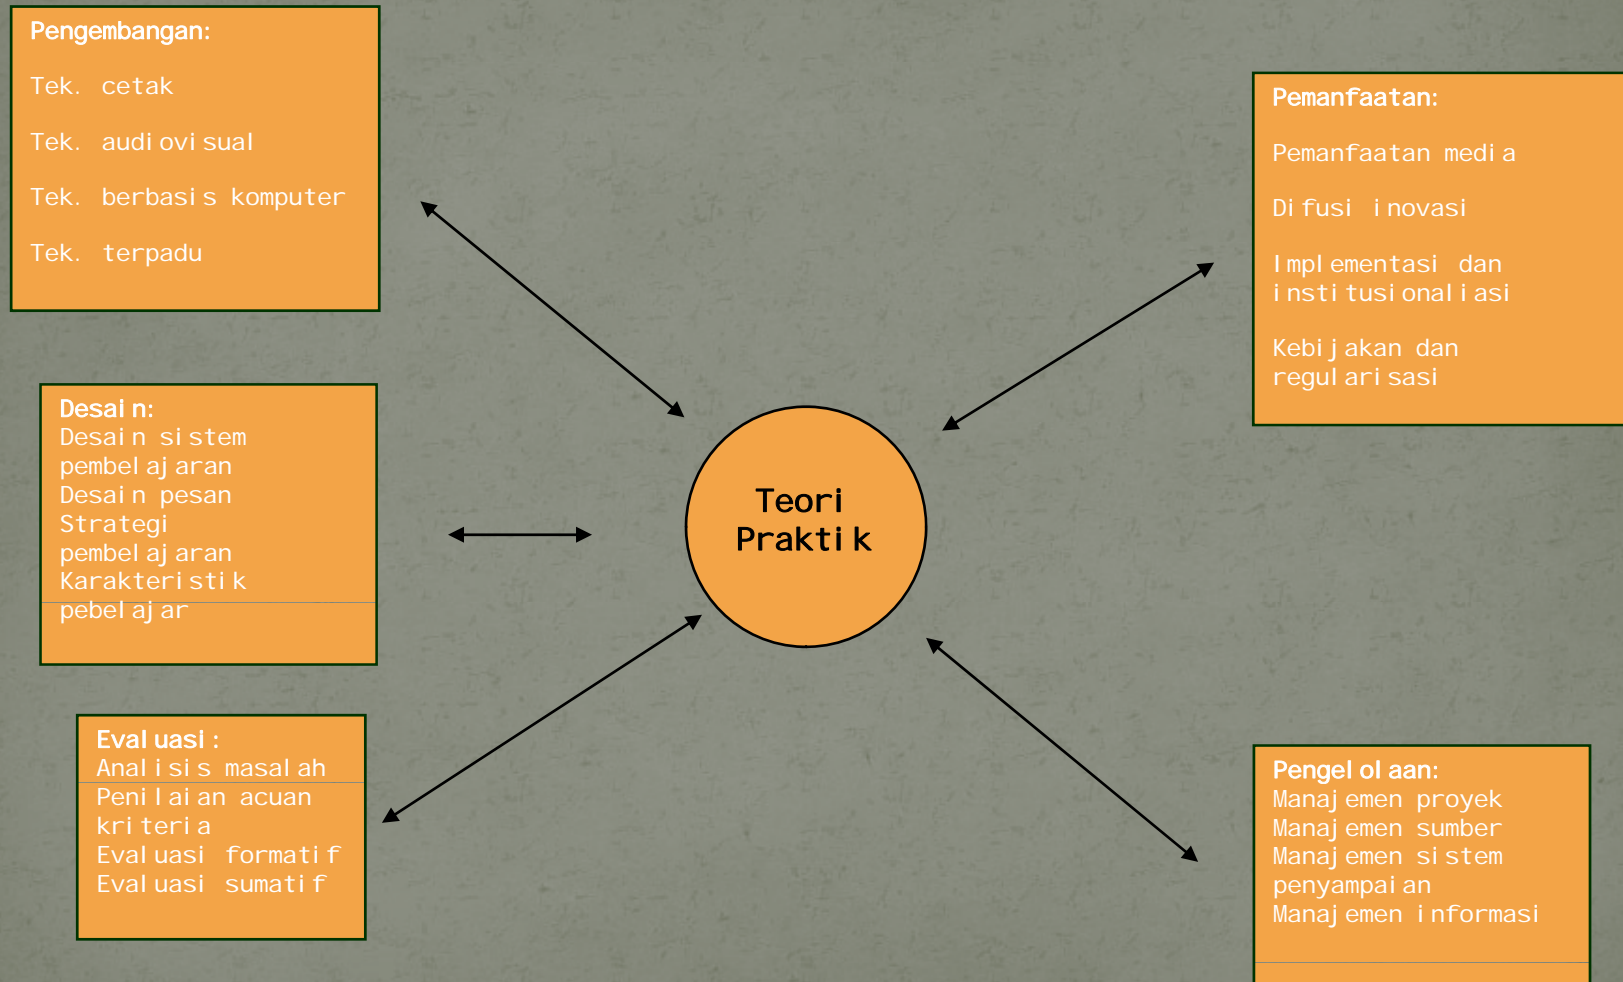 Pengembangan:
Tek. cetak
Tek. audiovisual
Tek. berbasis komputer
Tek. terpadu
Pemanfaatan:
Pemanfaatan media
Difusi inovasi
Implementasi dan
institusionaliasi
Kebijakan dan
regularisasi
Desain:
Desain sistem
pembelajaran
Desain pesan
Strategi
pembelajaran
Karakteristik
pebelajar
Teori
Praktik
Evaluasi:
Analisis masalah
Penilaian acuan
kriteria
Evaluasi formatif
Evaluasi sumatif
Pengelolaan:
Manajemen proyek
Manajemen sumber
Manajemen sistem
penyampaian
Manajemen informasi